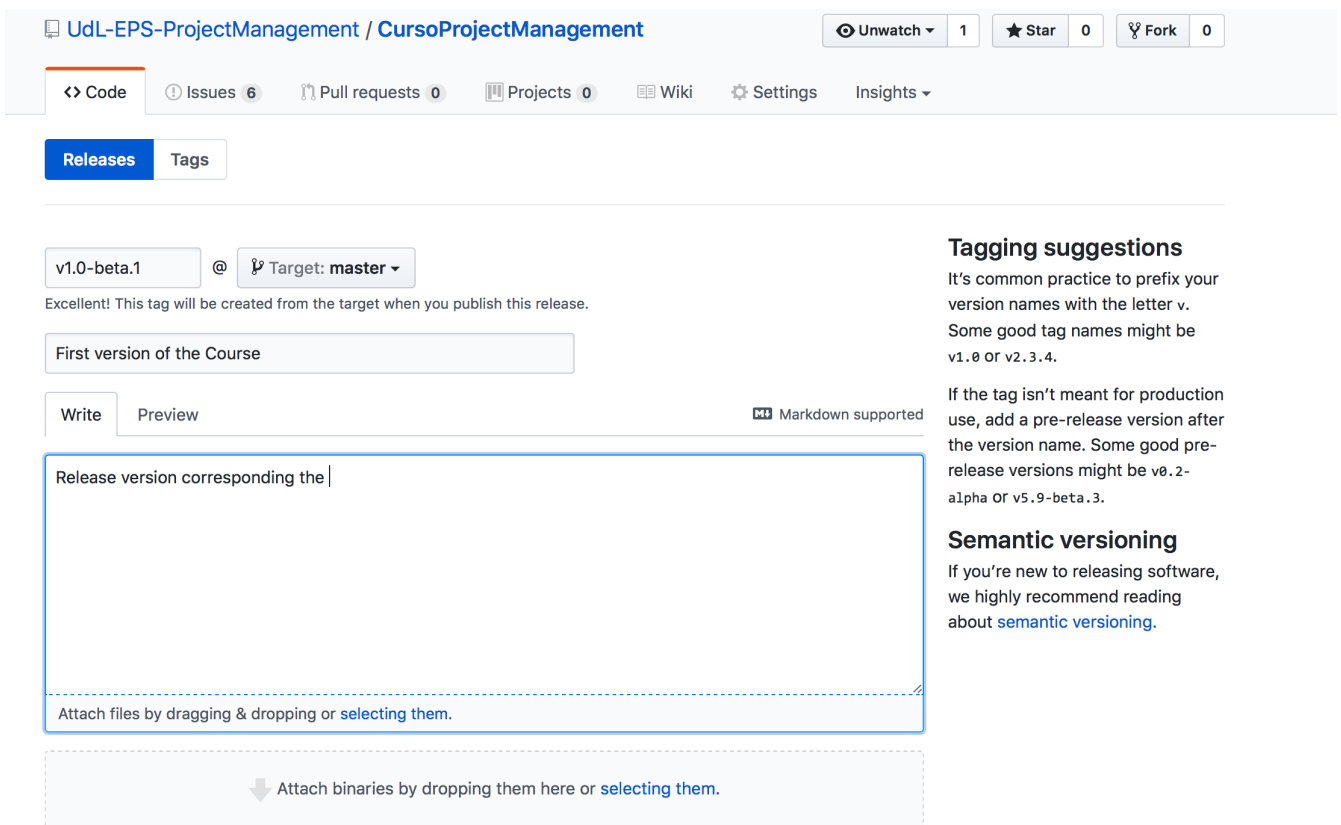 UdL-EPS-ProjectManagement / CursoProjectManagement
Unwatch 1 Star 0 Fork 0
Code Issues 6 Pull requests 0 Projects 0 Wiki Settings Insights
Releases Tags
v1.0-beta.1 @ Target: master
Excellent! This tag will be created from the target when you publish this release.
First version of the Course
Write Preview Markdown supported
Release version corresponding the
Attach files by dragging & dropping or selecting them.
Attach binaries by dropping them here or selecting them.
Tagging suggestions
It’s common practice to prefix your
version names with the letter v.
Some good tag names might be
v1.0 or v2.3.4.
If the tag isn’t meant for production
use, add a pre-release version after
the version name. Some good pre-
release versions might be v0.2-
alpha or v5.9-beta.3.
Semantic versioning
If you’re new to releasing software,
we highly recommend reading
about semantic versioning.